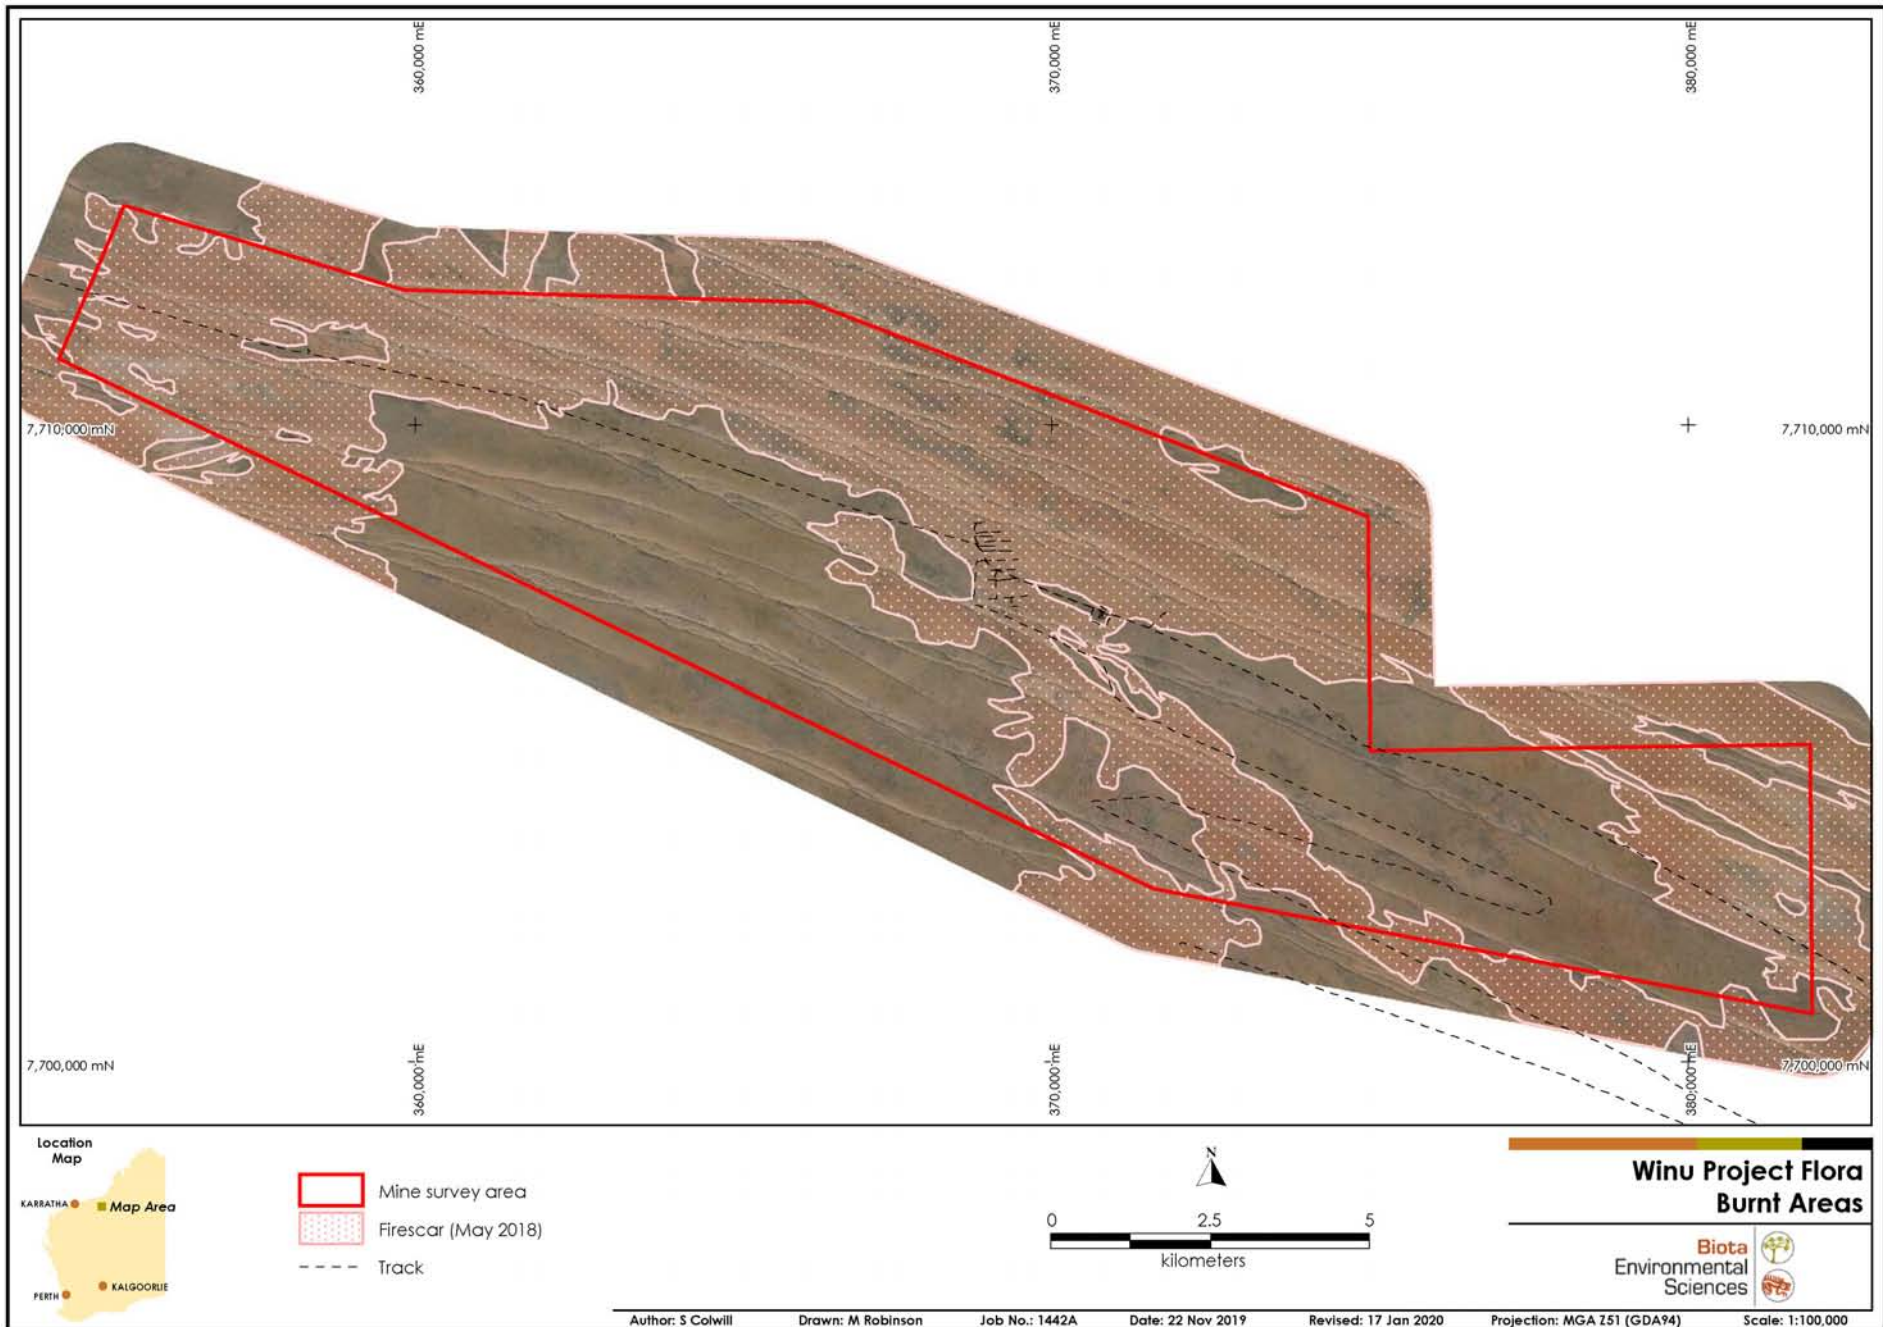 360,000 mE
370,000 mE
380,000 mE
7,710,000 mN
7,710,000 mN
7,700,000 mN
7,700,000 mN
360,000 mE
370,000 mE
380,000 mE
Location
Map
KARRATHA
Map Area
KALGOORLIE
PERTH
Mine survey area
Firescar (May 2018)
Track
N
0 2.5 5
kilometers
Winu Project Flora
Burnt Areas
Biota
Environmental
Sciences
Author: S Colwill Drawn: M Robinson Job No.: 1442A Date: 22 Nov 2019 Revised: 17 Jan 2020 Projection: MGA Z51 (GDA94) Scale: 1:100,000